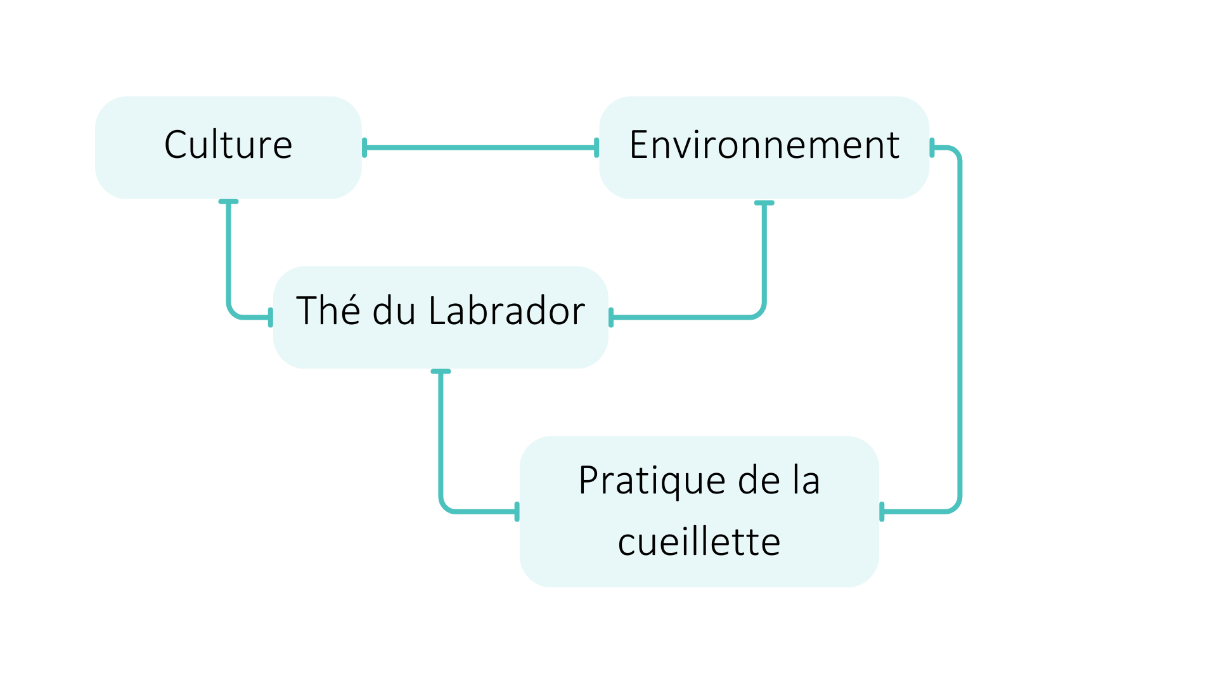 Culture
Environnement
Thé du Labrador
Pratique de la
cueillette